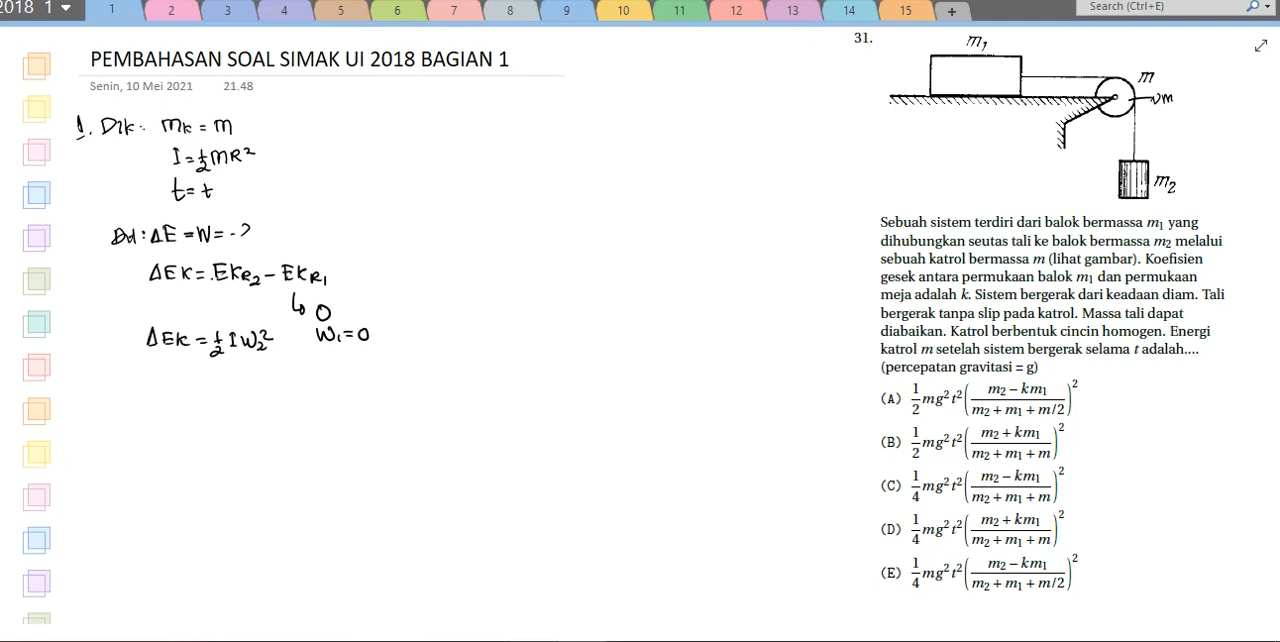 2018 1
1 2 3 4 5 6 7 8 9 10 11 12 13 14 15 +
Search (Ctrl+E)
PEMBAHASAN SOAL SIMAK UI 2018 BAGIAN 1
Senin, 10 Mei 2021 21.48
1. Dik: mk = m
I = 1/2 mR²
t = t
Dit : ΔE = W = -?
ΔEK = EKR2 - EKR1
↳ 0
W1 = 0
ΔEK = 1/2 I W2²
31.
m1
m
m2
Sebuah sistem terdiri dari balok bermassa m1 yang
dihubungkan seutas tali ke balok bermassa m2 melalui
sebuah katrol bermassa m (lihat gambar). Koefisien
gesek antara permukaan balok m1 dan permukaan
meja adalah k. Sistem bergerak dari keadaan diam. Tali
bergerak tanpa slip pada katrol. Massa tali dapat
diabaikan. Katrol berbentuk cincin homogen. Energi
katrol m setelah sistem bergerak selama t adalah....
(percepatan gravitasi = g)
(A) 1/2 mg²t² ( (m2 − km1) / (m2 + m1 + m/2) )²
(B) 1/2 mg²t² ( (m2 + km1) / (m2 + m1 + m) )²
(C) 1/4 mg²t² ( (m2 − km1) / (m2 + m1 + m) )²
(D) 1/4 mg²t² ( (m2 + km1) / (m2 + m1 + m) )²
(E) 1/4 mg²t² ( (m2 − km1) / (m2 + m1 + m/2) )²